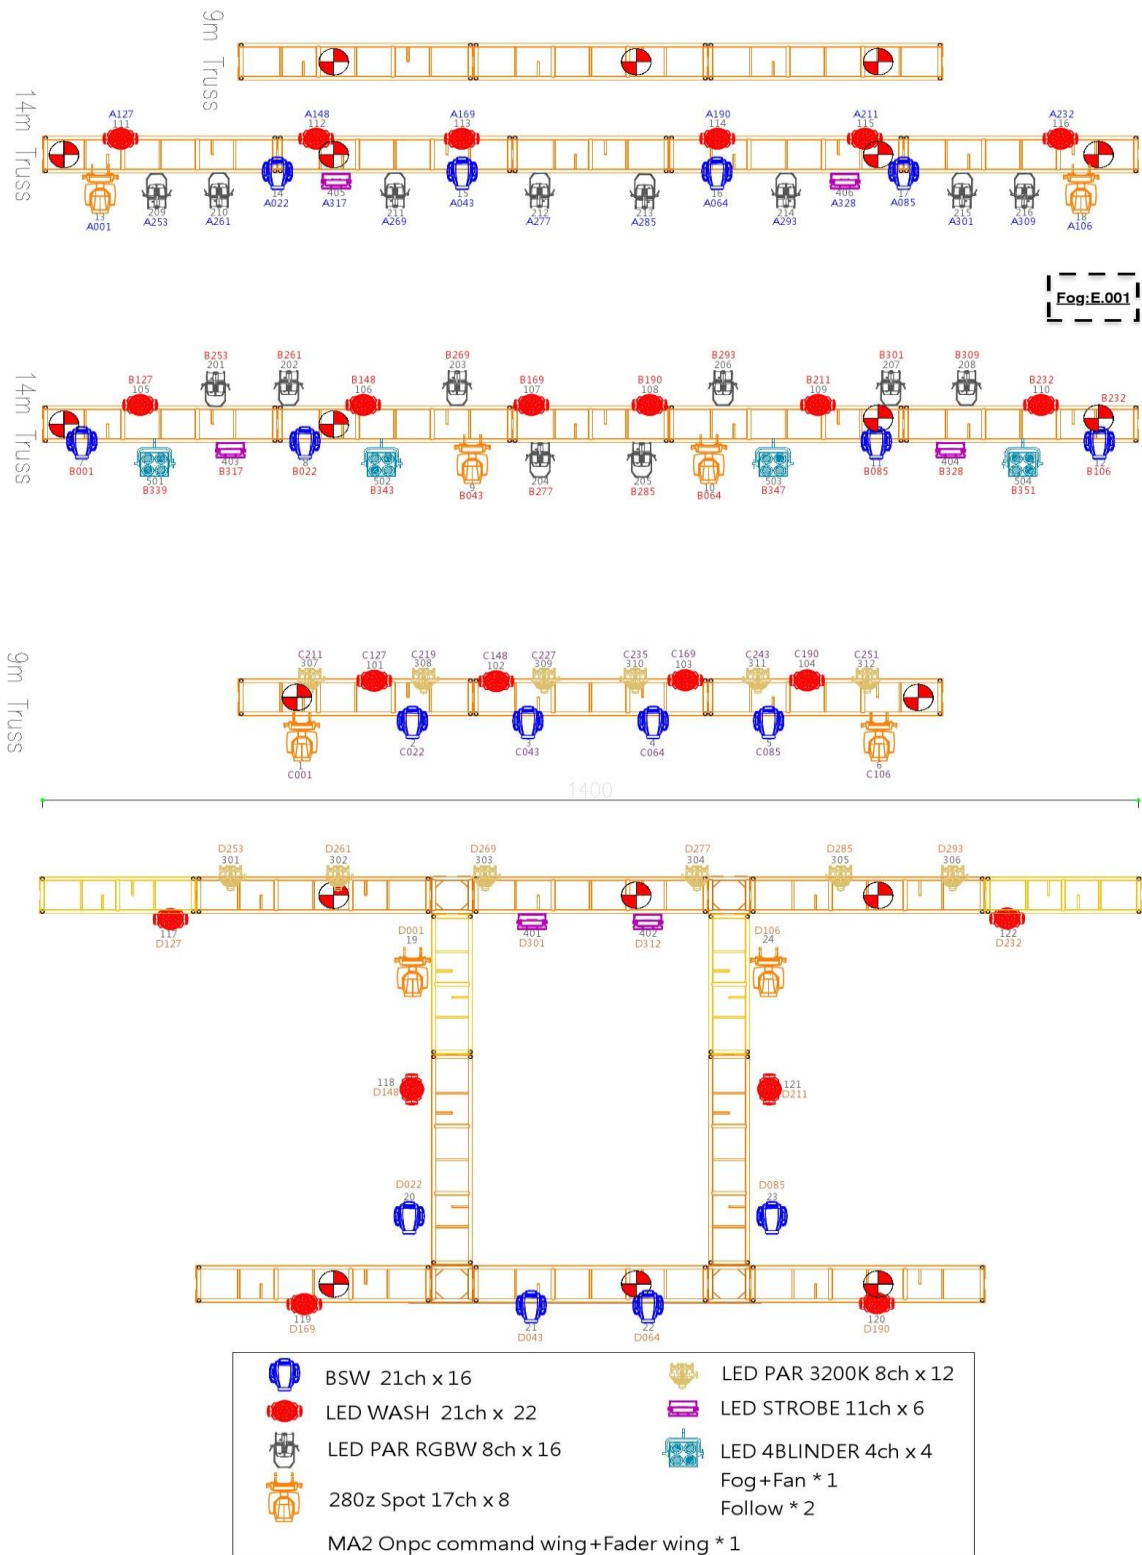 9m Truss
14m Truss
A127 A148 A169 A190 A211 A232
111 112 113 114 115 116
13 209 210 14 405 211 15 212 213 16 214 406 17 215 216 18
A001 A253 A261 A022 A317 A269 A043 A277 A285 A064 A293 A328 A085 A301 A309 A106
Fog:E.001
14m Truss
B127 B253 B261 B148 B269 B169 B190 B293 B211 B301 B309 B232 B232
105 201 202 106 203 107 108 206 109 207 208 110
7 501 403 8 502 9 204 205 10 503 11 404 504 12
B001 B339 B317 B022 B343 B043 B277 B285 B064 B347 B085 B328 B351 B106
9m Truss
C211 C127 C219 C148 C227 C235 C169 C243 C190 C251
307 101 308 102 309 310 103 311 104 312
1 2 3 4 5 6
C001 C022 C043 C064 C085 C106
1400
D253 D261 D269 D277 D285 D293
301 302 303 304 305 306
117 401 402 122
D127 D301 D312 D232
D001 D106
19 24
118 121
D148 D211
D022 D085
20 23
119 21 22 120
D169 D043 D064 D190
BSW 21ch x 16
LED PAR 3200K 8ch x 12
LED WASH 21ch x 22
LED STROBE 11ch x 6
LED PAR RGBW 8ch x 16
LED 4BLINDER 4ch x 4
Fog+Fan * 1
280z Spot 17ch x 8
Follow * 2
MA2 Onpc command wing+Fader wing * 1